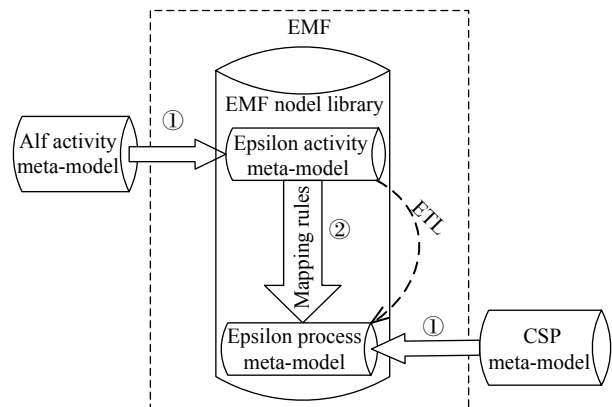 EMF
EMF nodel library
①
Alf activity
meta-model
Epsilon activity
meta-model
Mapping rules
②
ETL
Epsilon process
meta-model
①
CSP
meta-model